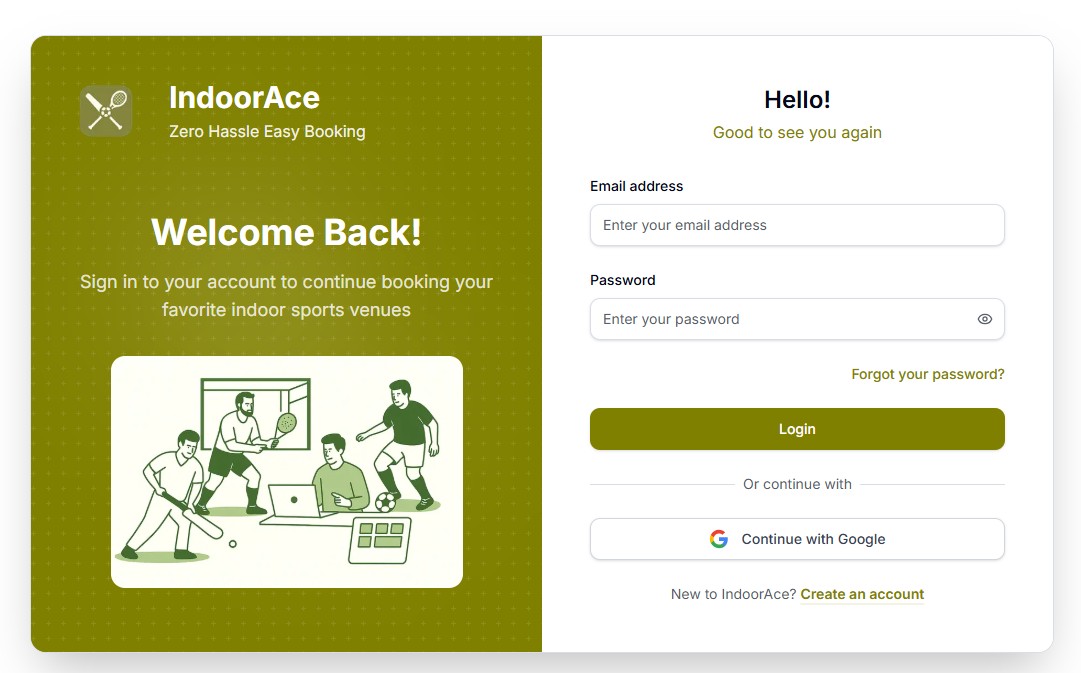 IndoorAce
Zero Hassle Easy Booking
Welcome Back!
Sign in to your account to continue booking your
favorite indoor sports venues
Hello!
Good to see you again
Email address
Enter your email address
Password
Enter your password
Forgot your password?
Login
Or continue with
Continue with Google
New to IndoorAce? Create an account